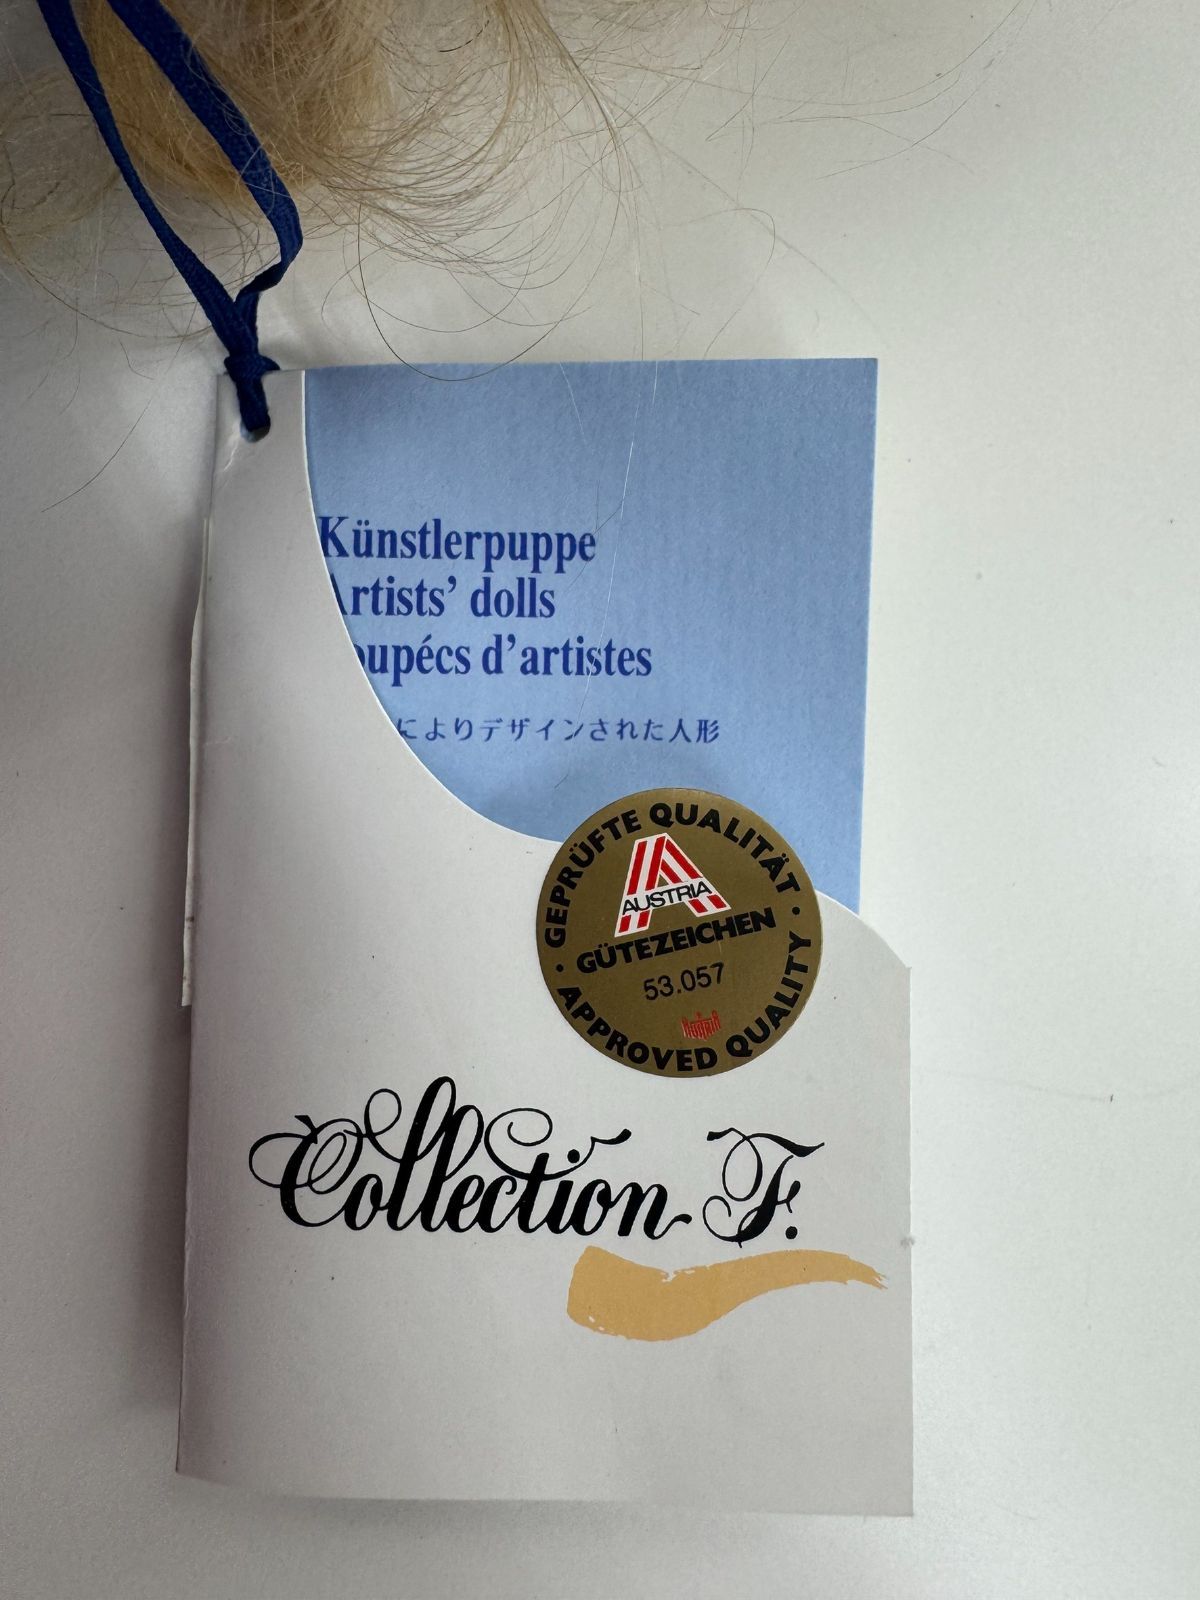 Künstlerpuppe
Artists' dolls
oupécs d'artistes
によりデザインされた人形
· GEPRÜFTE QUALITÄT ·
AUSTRIA
GÜTEZEICHEN
53.057
APPROVED QUALITY
Collection F.